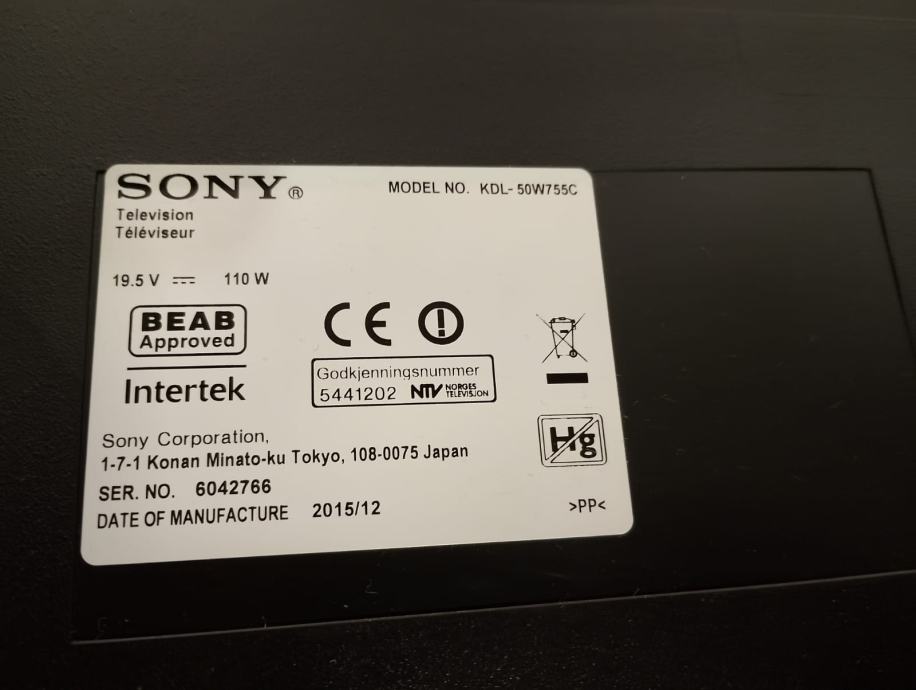 SONY®
MODEL NO. KDL-50W755C
Television
Téléviseur
19.5 V ⎓ 110 W
BEAB
Approved
Intertek
CE
Godkjenningsnummer
5441202 NTV NORGES TELEVISJON
Hg
Sony Corporation,
1-7-1 Konan Minato-ku Tokyo, 108-0075 Japan
SER. NO. 6042766
DATE OF MANUFACTURE 2015/12
>PP<